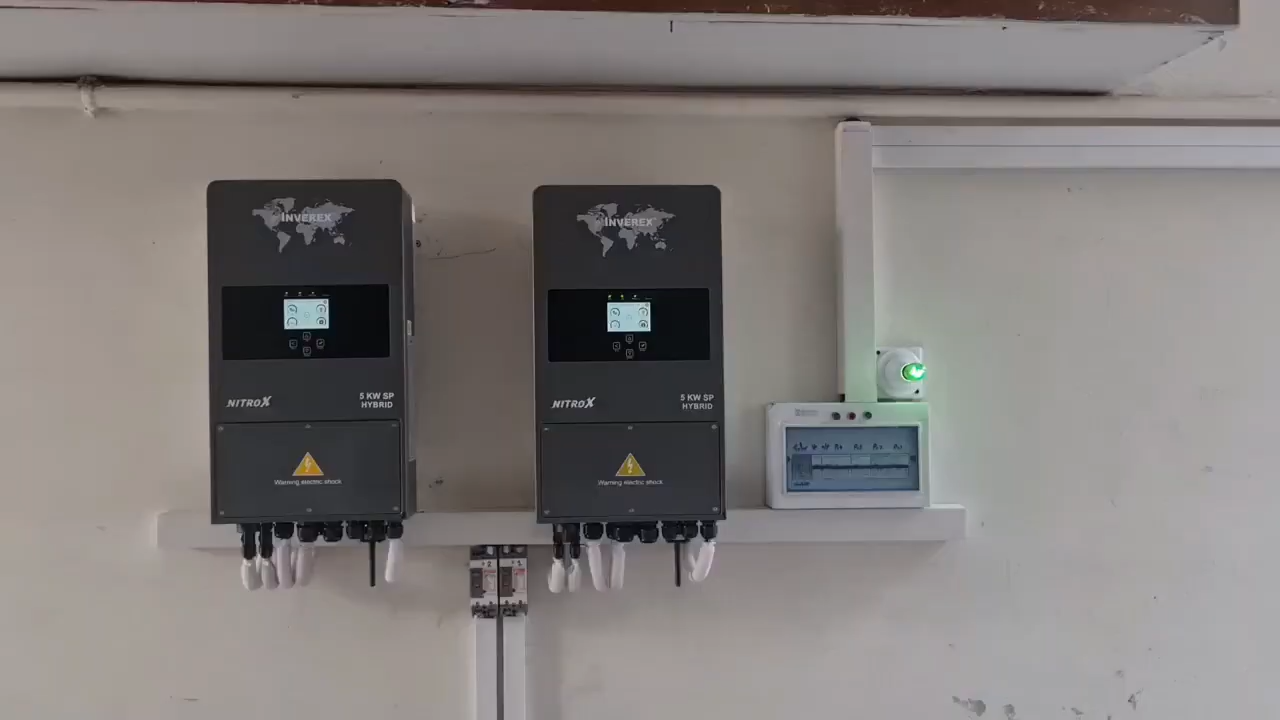 INVEREX
NITROX
5 KW SP
HYBRID
Warning electric shock
INVEREX
NITROX
5 KW SP
HYBRID
Warning electric shock